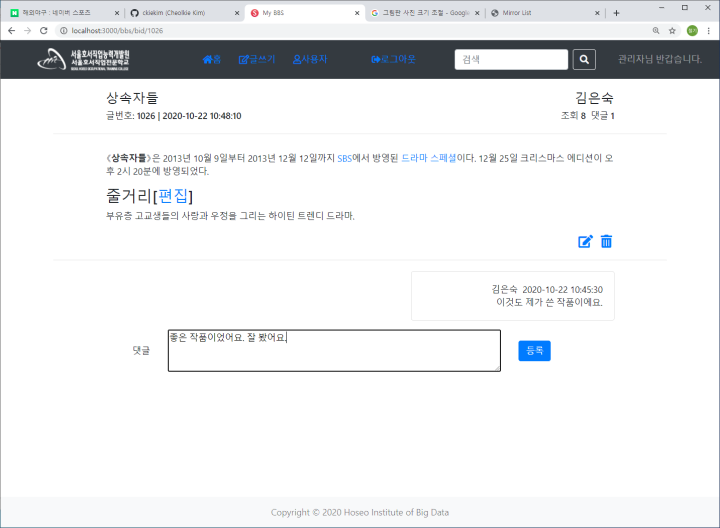 해외야구 : 네이버 스포츠
ckiekim (Cheolkie Kim)
My BBS
그림판 사진 크기 조절 - Google
Mirror List
localhost:3000/bbs/bid/1026
서울호서직업능력개발원
서울호서직업전문학교
홈 글쓰기 사용자 로그아웃 검색 관리자님 반갑습니다.
상속자들 김은숙
글번호: 1026 | 2020-10-22 10:48:10 조회 8 댓글 1
《상속자들》은 2013년 10월 9일부터 2013년 12월 12일까지 SBS에서 방영된 드라마 스페셜이다. 12월 25일 크리스마스 에디션이 오
후 2시 20분에 방영되었다.
줄거리[편집]
부유층 고교생들의 사랑과 우정을 그리는 하이틴 트렌디 드라마.
김은숙 2020-10-22 10:45:30
이것도 제가 쓴 작품이에요.
댓글 좋은 작품이었어요. 잘 봤어요. 등록
Copyright © 2020 Hoseo Institute of Big Data